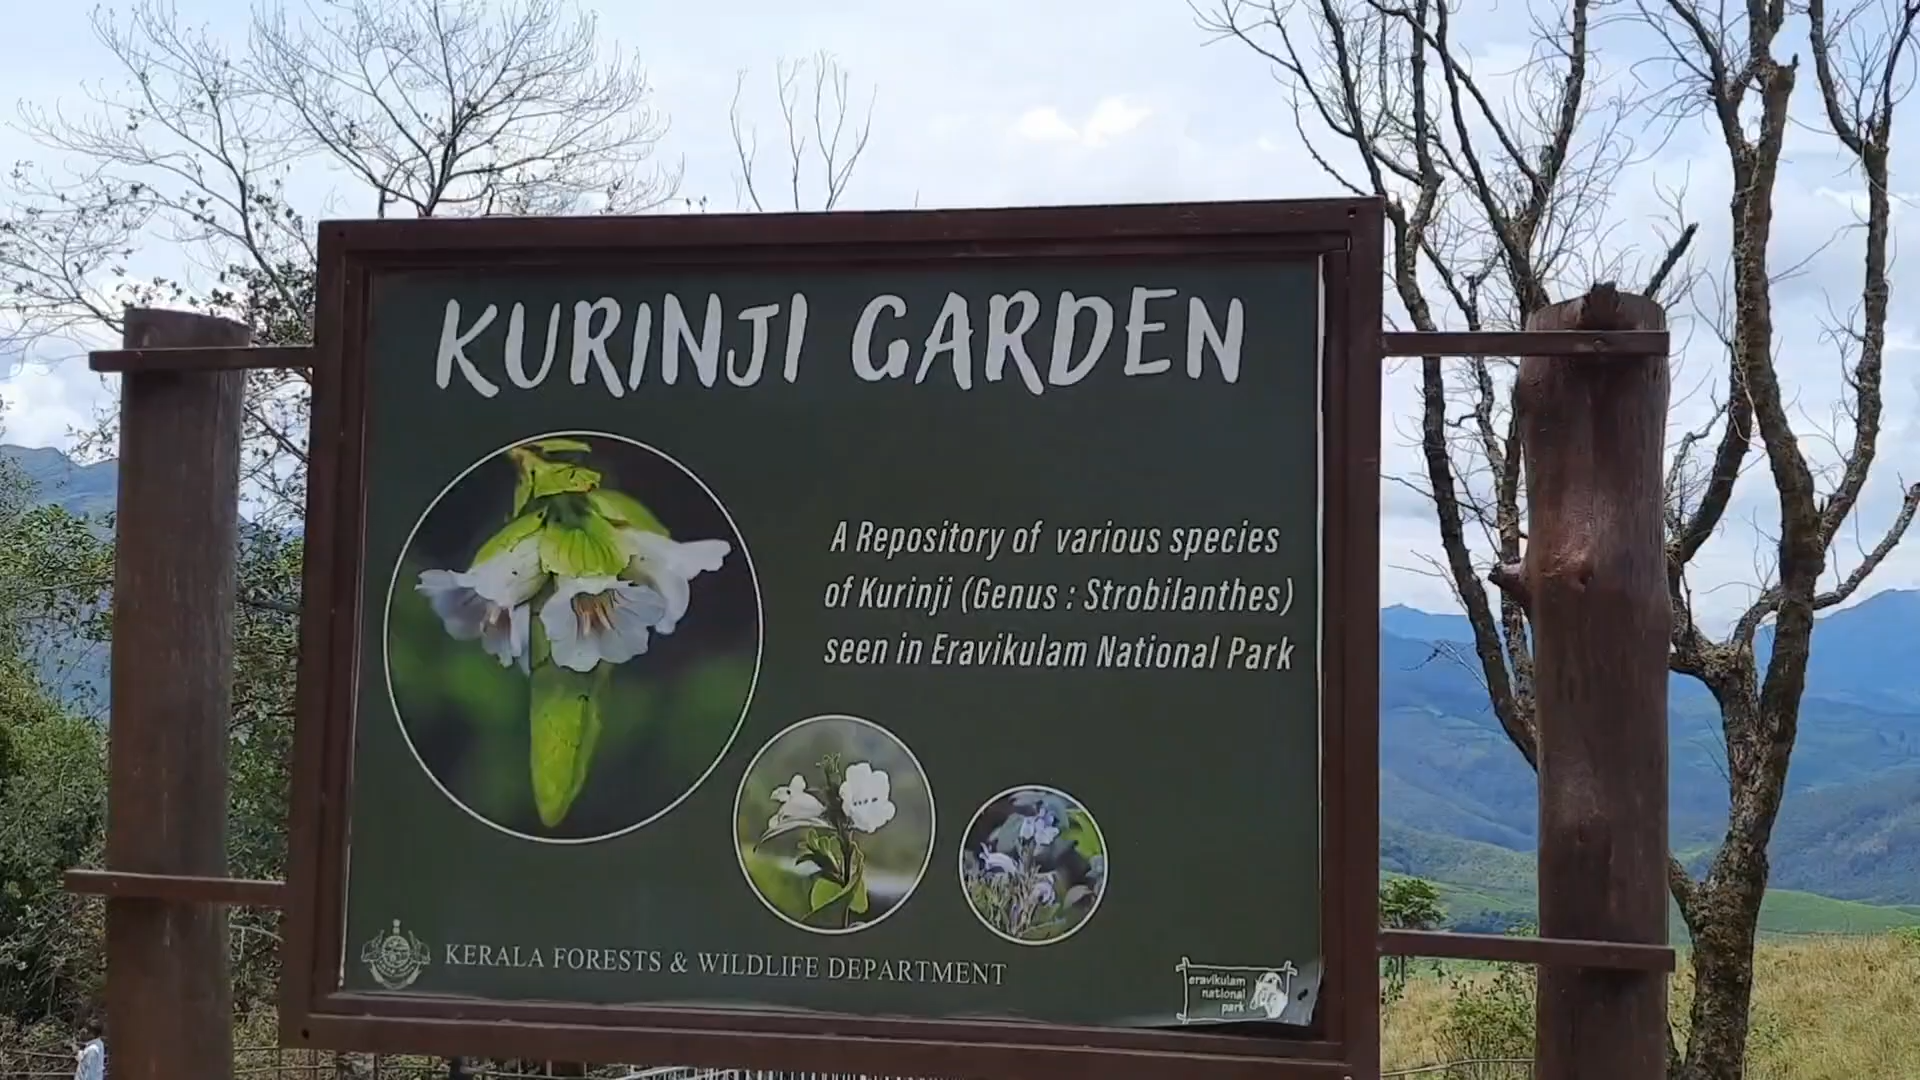 KURINJI GARDEN
A Repository of various species
of Kurinji (Genus : Strobilanthes)
seen in Eravikulam National Park
KERALA FORESTS & WILDLIFE DEPARTMENT
eravikulam
national
park